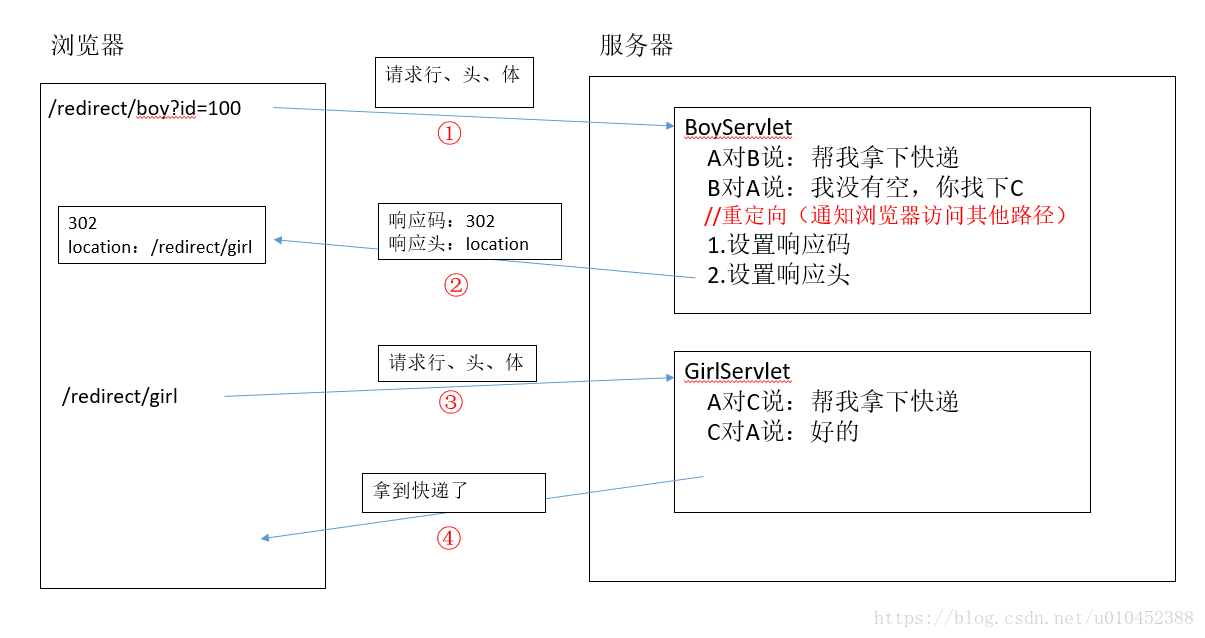 浏览器
服务器
/redirect/boy?id=100
请求行、头、体
①
BoyServlet
A对B说：帮我拿下快递
B对A说：我没有空，你找下C
//重定向（通知浏览器访问其他路径）
1.设置响应码
2.设置响应头
302
location：/redirect/girl
响应码：302
响应头：location
②
请求行、头、体
/redirect/girl
③
GirlServlet
A对C说：帮我拿下快递
C对A说：好的
拿到快递了
④
https://blog.csdn.net/u010452388